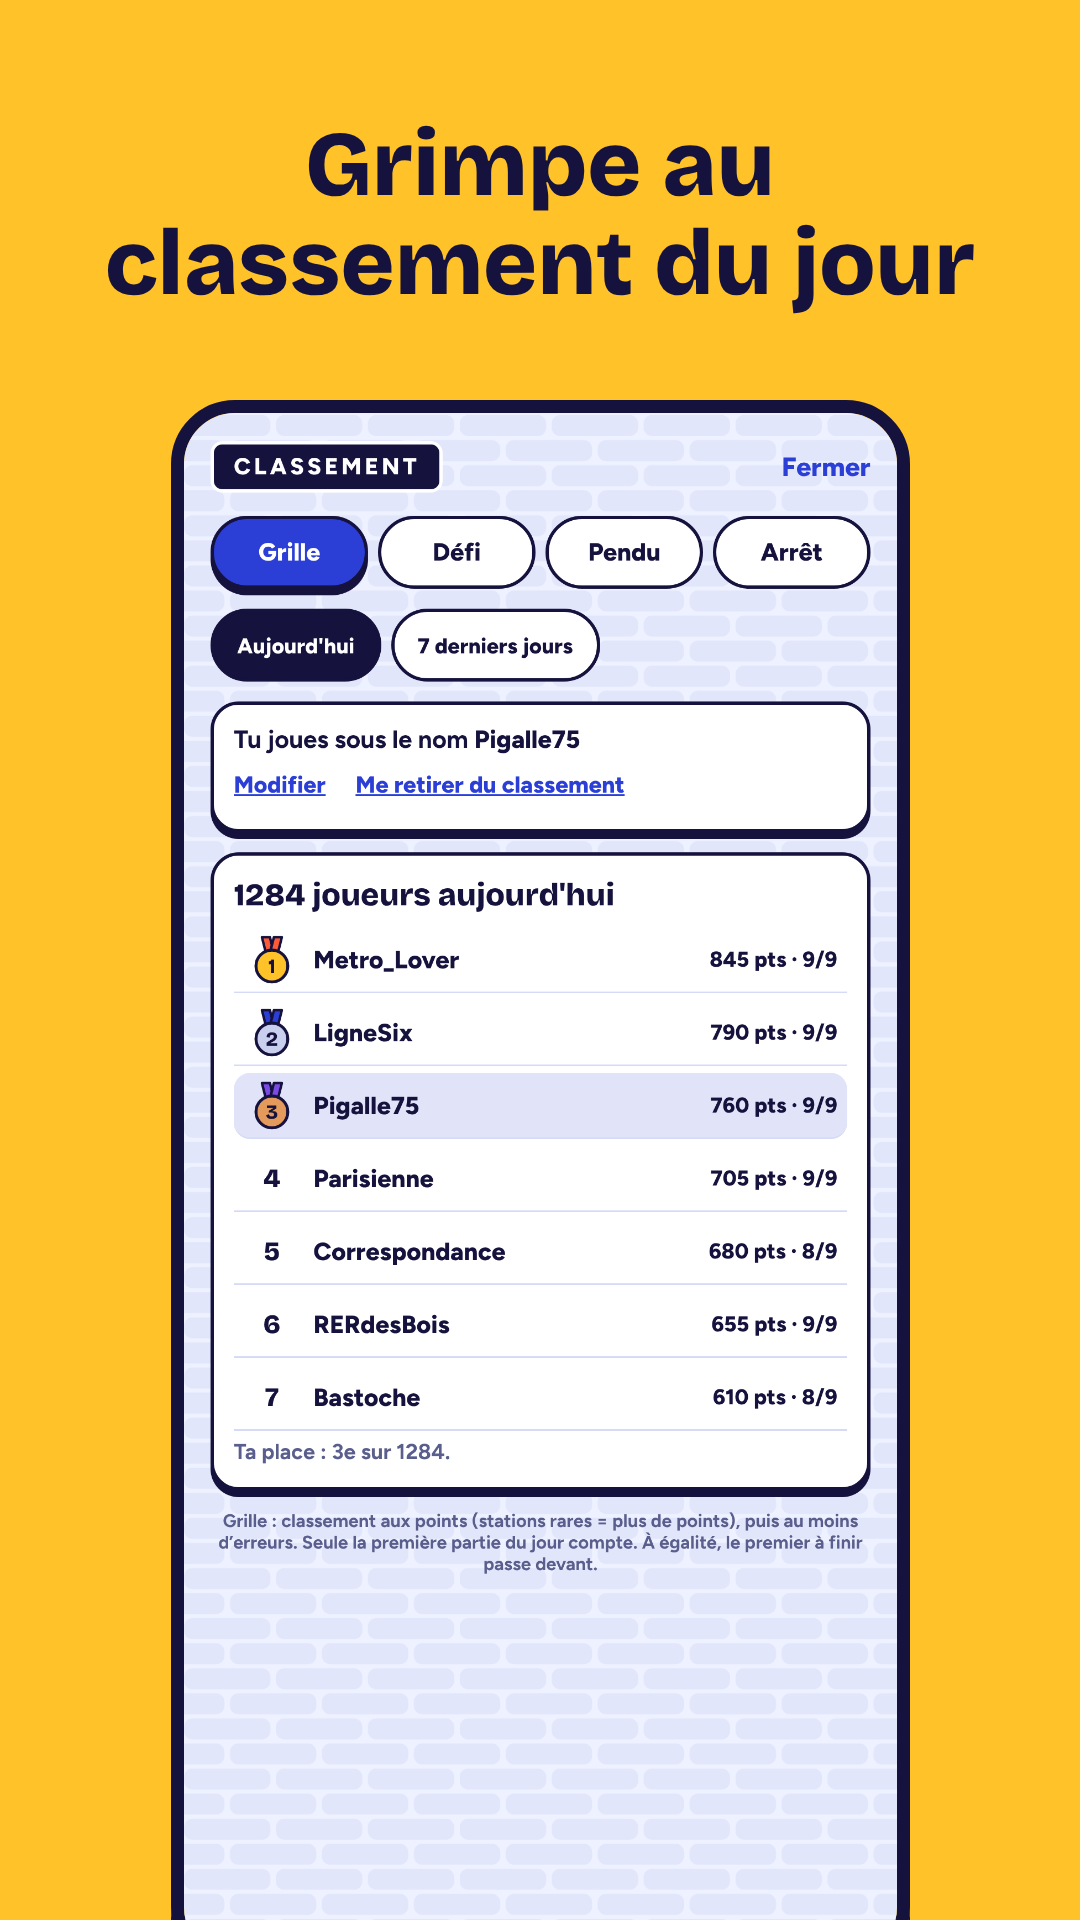 Grimpe au
classement du jour
CLASSEMENT
Fermer
Grille
Défi
Pendu
Arrêt
Aujourd'hui
7 derniers jours
Tu joues sous le nom Pigalle75
Modifier Me retirer du classement
1284 joueurs aujourd'hui
1 Metro_Lover 845 pts · 9/9
2 LigneSix 790 pts · 9/9
3 Pigalle75 760 pts · 9/9
4 Parisienne 705 pts · 9/9
5 Correspondance 680 pts · 8/9
6 RERdesBois 655 pts · 9/9
7 Bastoche 610 pts · 8/9
Ta place : 3e sur 1284.
Grille : classement aux points (stations rares = plus de points), puis au moins
d’erreurs. Seule la première partie du jour compte. À égalité, le premier à finir
passe devant.